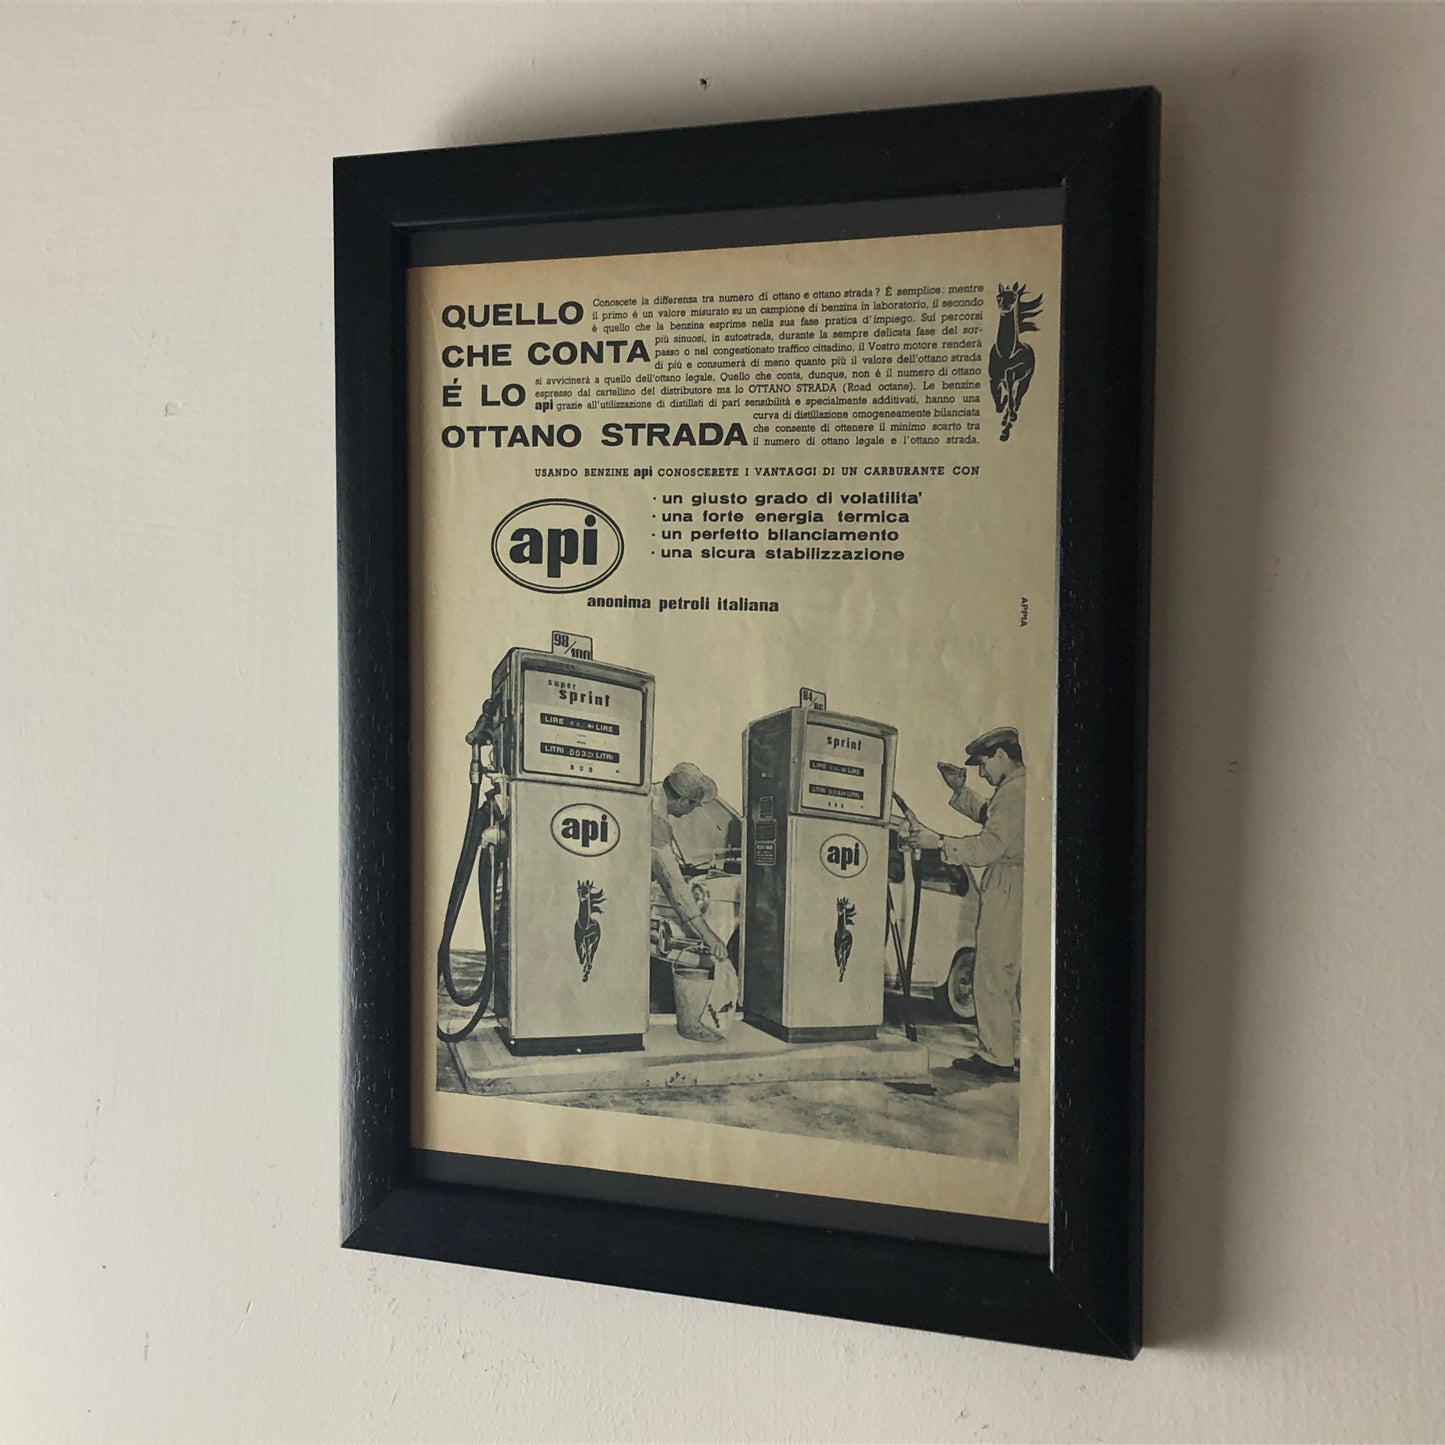 QUELLO
CHE CONTA
É LO
OTTANO STRADA
Conoscete la differenza tra numero di ottano e ottano strada? È semplice: mentre
il primo è un valore misurato su un campione di benzina in laboratorio, il secondo
è quello che la benzina esprime nella sua fase pratica d'impiego. Sui percorsi
più sinuosi, in autostrada, durante la sempre delicata fase del sor-
passo o nel congestionato traffico cittadino, il Vostro motore renderà
di più e consumerà di meno quanto più il valore dell'ottano strada
si avvicinerà a quello dell'ottano legale. Quello che conta, dunque, non è il numero di ottano
espresso dal cartellino del distributore ma lo OTTANO STRADA (Road octane). Le benzine
api grazie all'utilizzazione di distillati di pari sensibilità e specialmente additivati, hanno una
curva di distillazione omogeneamente bilanciata
che consente di ottenere il minimo scarto tra
il numero di ottano legale e l'ottano strada.
USANDO BENZINE api CONOSCERETE I VANTAGGI DI UN CARBURANTE CON
· un giusto grado di volatilita'
· una forte energia termica
· un perfetto bilanciamento
· una sicura stabilizzazione
api
anonima petroli italiana
APPIA
98/100
super
sprint
LIRE LIRE
LITRI LITRI
api
84/86
sprint
LIRE LIRE
LITRI LITRI
api